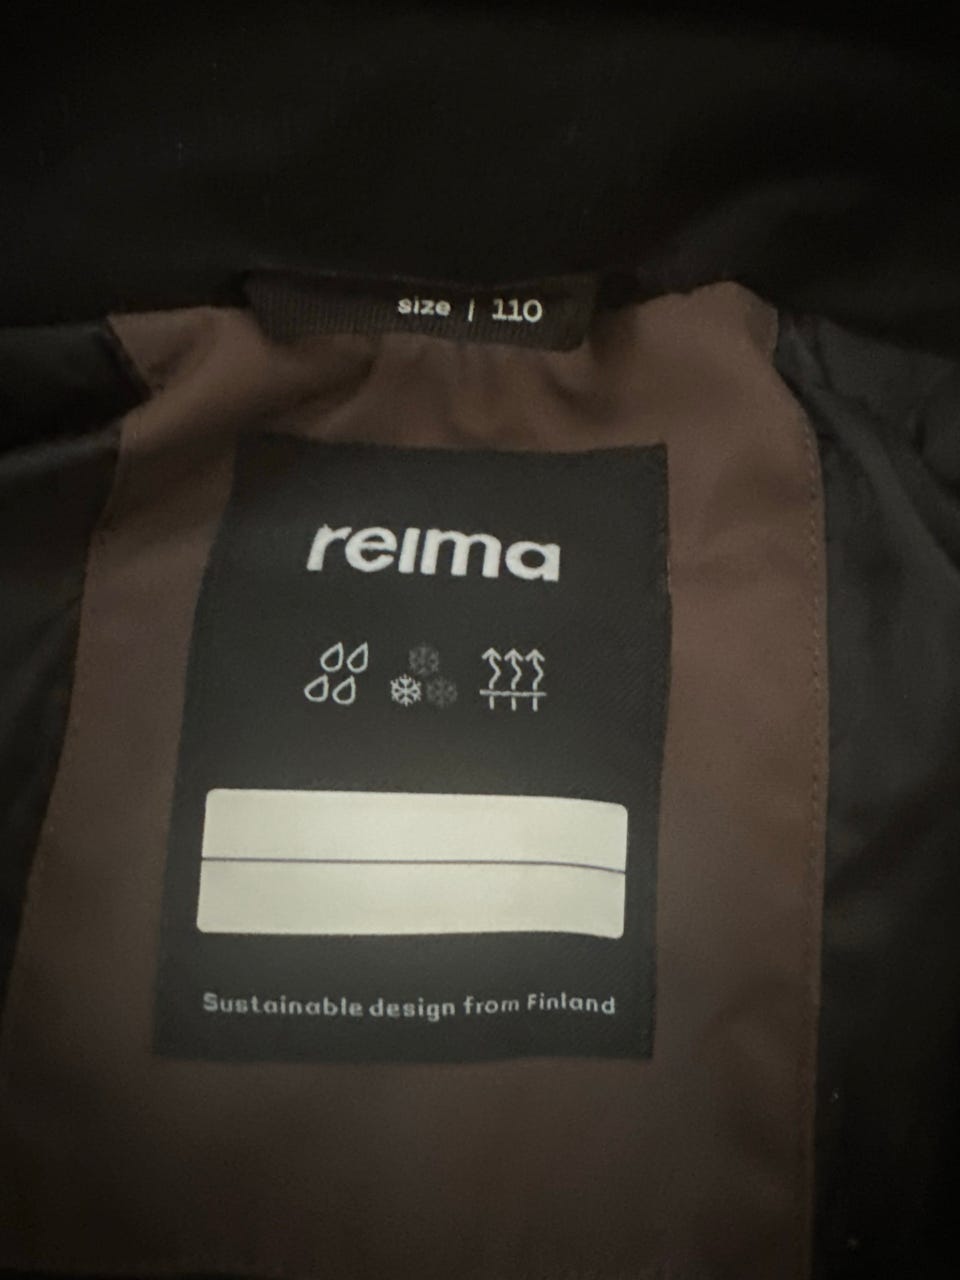 size | 110
reima
Sustainable design from Finland